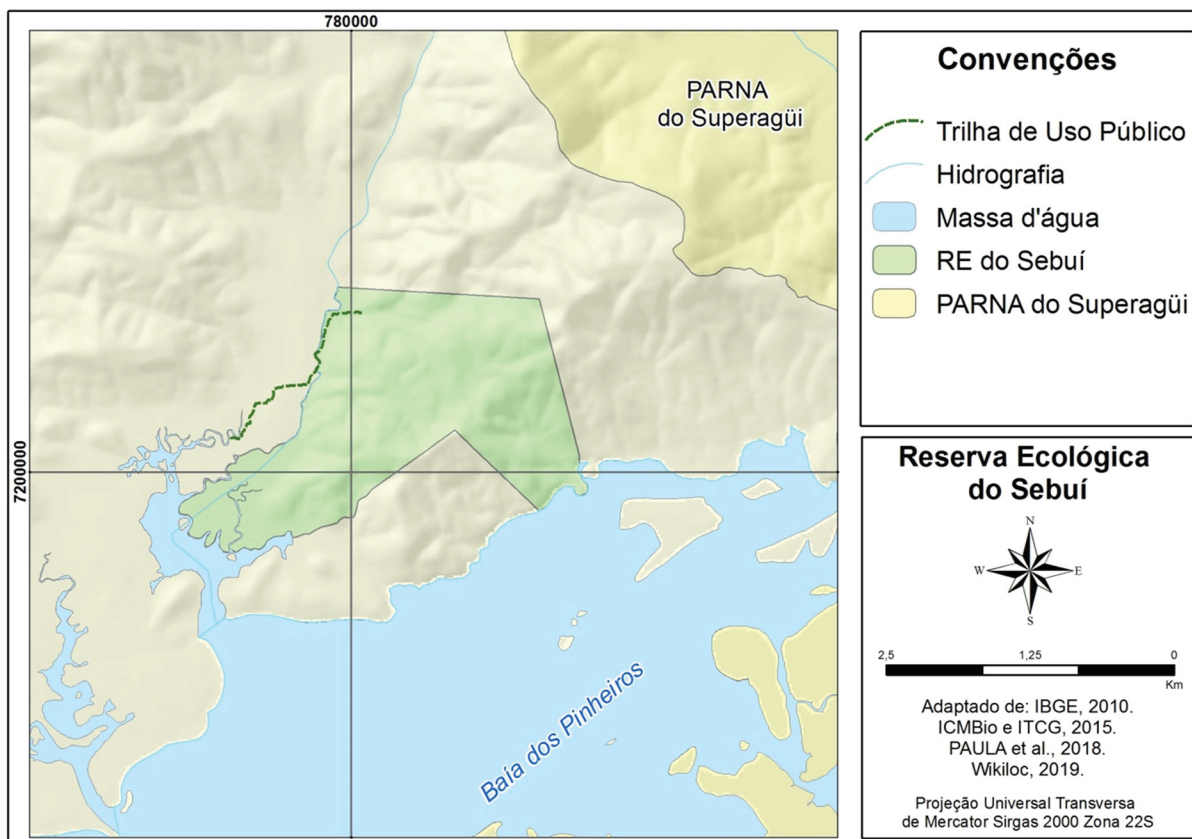 780000
7200000
PARNA
do Superagüi
Baía dos Pinheiros
Convenções
Trilha de Uso Público
Hidrografia
Massa d'água
RE do Sebuí
PARNA do Superagüi
Reserva Ecológica
do Sebuí
N
W
E
S
2,5
1,25
0
Km
Adaptado de: IBGE, 2010.
ICMBio e ITCG, 2015.
PAULA et al., 2018.
Wikiloc, 2019.
Projeção Universal Transversa
de Mercator Sirgas 2000 Zona 22S